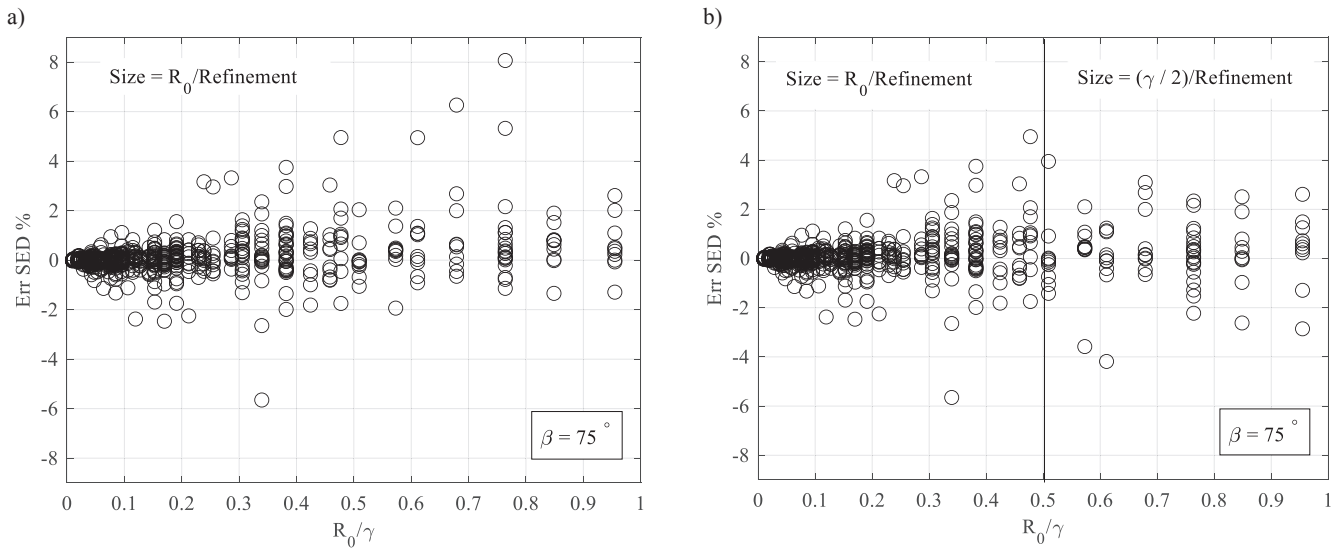 a)
Size = R0/Refinement
Err SED %
8
6
4
2
0
-2
-4
-6
-8
β = 75 °
0 0.1 0.2 0.3 0.4 0.5 0.6 0.7 0.8 0.9 1
R0/γ
b)
Size = R0/Refinement
Size = (γ / 2)/Refinement
Err SED %
8
6
4
2
0
-2
-4
-6
-8
β = 75 °
0 0.1 0.2 0.3 0.4 0.5 0.6 0.7 0.8 0.9 1
R0/γ